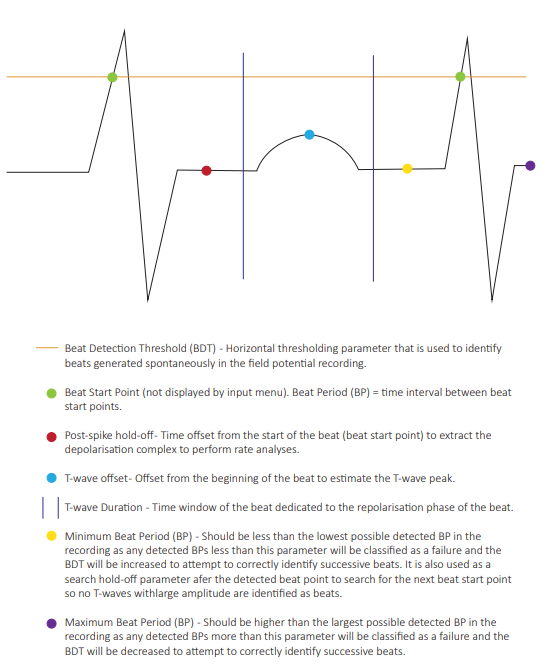 Beat Detection Threshold (BDT) - Horizontal thresholding parameter that is used to identify
beats generated spontaneously in the field potential recording.
Beat Start Point (not displayed by input menu). Beat Period (BP) = time interval between beat
start points.
Post-spike hold-off- Time offset from the start of the beat (beat start point) to extract the
depolarisation complex to perform rate analyses.
T-wave offset- Offset from the beginning of the beat to estimate the T-wave peak.
T-wave Duration - Time window of the beat dedicated to the repolarisation phase of the beat.
Minimum Beat Period (BP) - Should be less than the lowest possible detected BP in the
recording as any detected BPs less than this parameter will be classified as a failure and the
BDT will be increased to attempt to correctly identify successive beats. It is also used as a
search hold-off parameter afer the detected beat point to search for the next beat start point
so no T-waves withlarge amplitude are identified as beats.
Maximum Beat Period (BP) - Should be higher than the largest possible detected BP in the
recording as any detected BPs more than this parameter will be classified as a failure and the
BDT will be decreased to attempt to correctly identify successive beats.